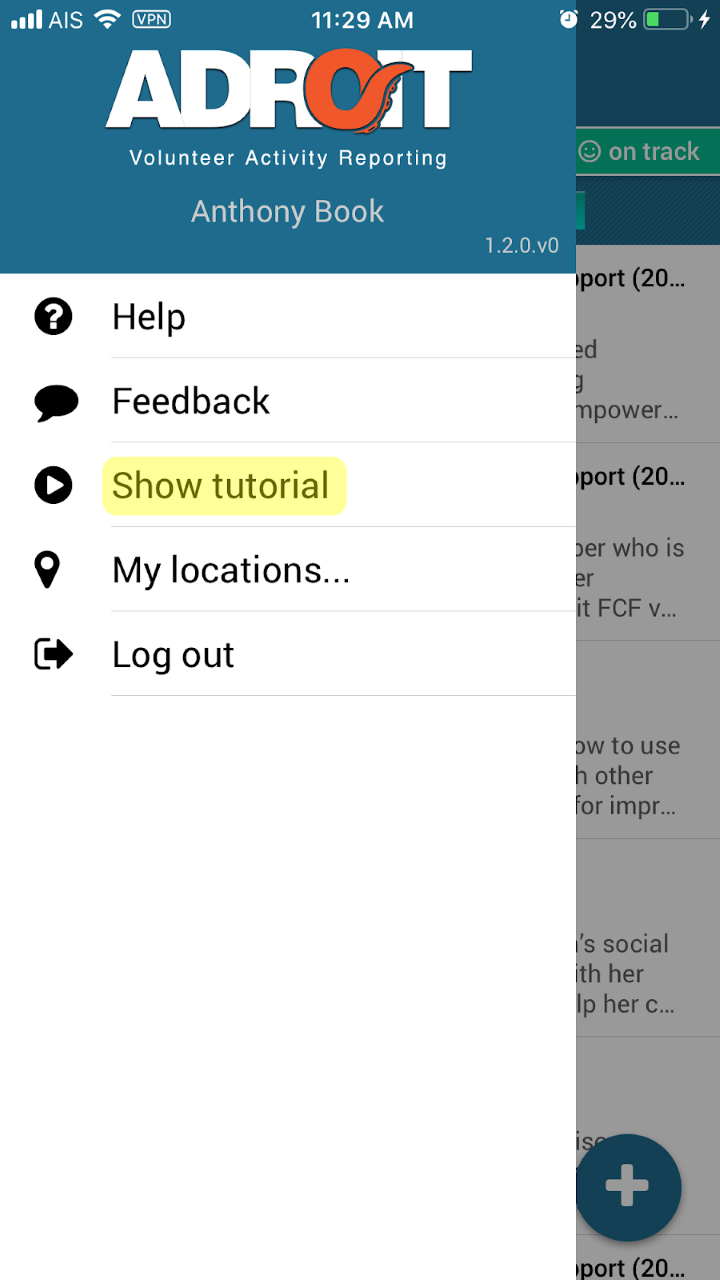 AIS VPN 11:29 AM 29%
ADROIT
Volunteer Activity Reporting
Anthony Book
1.2.0.v0
Help
Feedback
Show tutorial
My locations...
Log out
on track
pport (20...
ed
g
mpower...
pport (20...
ber who is
er
it FCF v...
ow to use
h other
for impr...
's social
ith her
lp her c...
ise
pport (20...